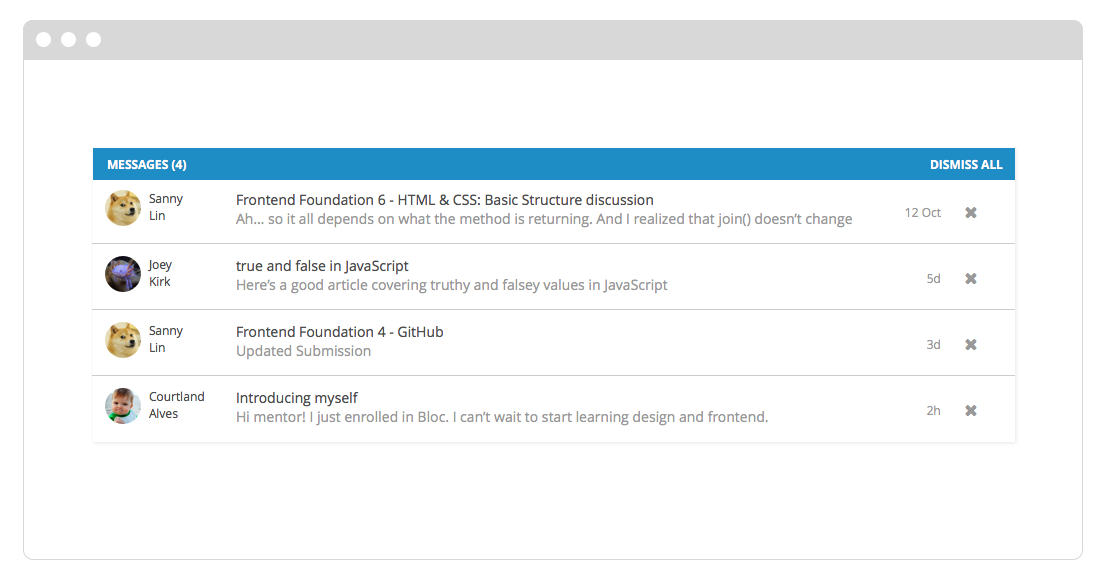 MESSAGES (4) DISMISS ALL
Sanny Frontend Foundation 6 - HTML & CSS: Basic Structure discussion
Lin Ah... so it all depends on what the method is returning. And I realized that join() doesn’t change 12 Oct
Joey true and false in JavaScript
Kirk Here’s a good article covering truthy and falsey values in JavaScript 5d
Sanny Frontend Foundation 4 - GitHub
Lin Updated Submission 3d
Courtland Introducing myself
Alves Hi mentor! I just enrolled in Bloc. I can’t wait to start learning design and frontend. 2h